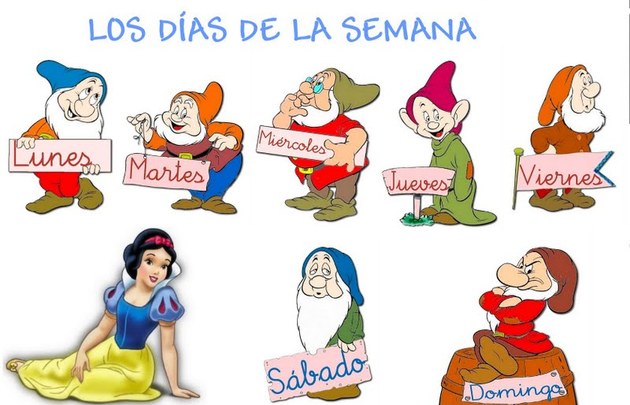 LOS DÍAS DE LA SEMANA
Lunes
Martes
Miércoles
Jueves
Viernes
Sábado
Domingo